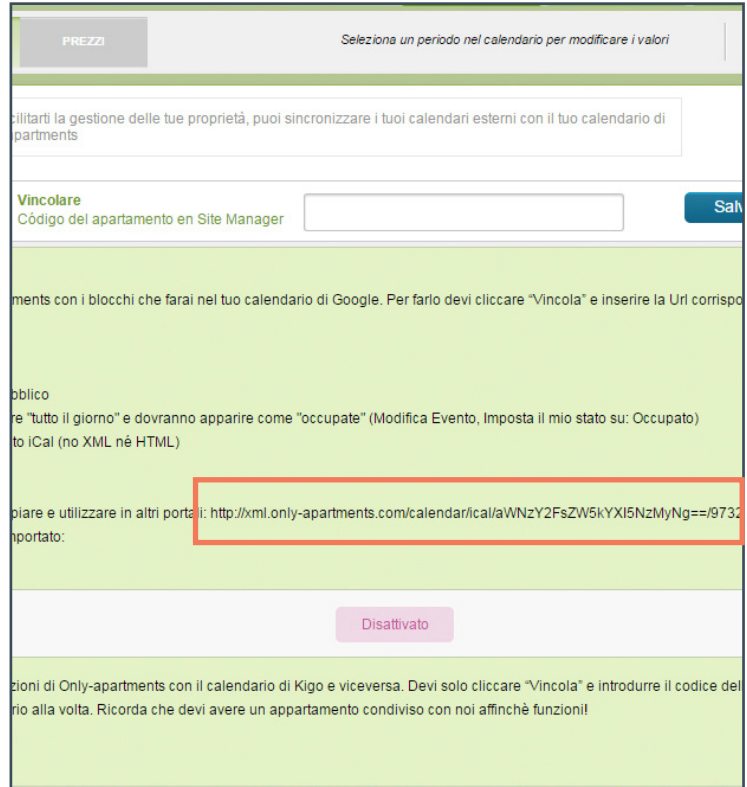 PREZZI
Seleziona un periodo nel calendario per modificare i valori
cilitarti la gestione delle tue proprietá, puoi sincronizzare i tuoi calendari esterni con il tuo calendario di
partments
Vincolare
Código del apartamento en Site Manager
Salv
ments con i blocchi che farai nel tuo calendario di Google. Per farlo devi cliccare "Vincola" e inserire la Url corrispo
bblico
re "tutto il giorno" e dovranno apparire come "occupate" (Modifica Evento, Imposta il mio stato su: Occupato)
to iCal (no XML né HTML)
piare e utilizzare in altri portali: http://xml.only-apartments.com/calendar/ical/aWNzY2FsZW5kYXI5NzMyNg==/9732
mportato:
Disattivato
zioni di Only-apartments con il calendario di Kigo e viceversa. Devi solo cliccare "Vincola" e introdurre il codice del
rio alla volta. Ricorda che devi avere un appartamento condiviso con noi affinchè funzioni!